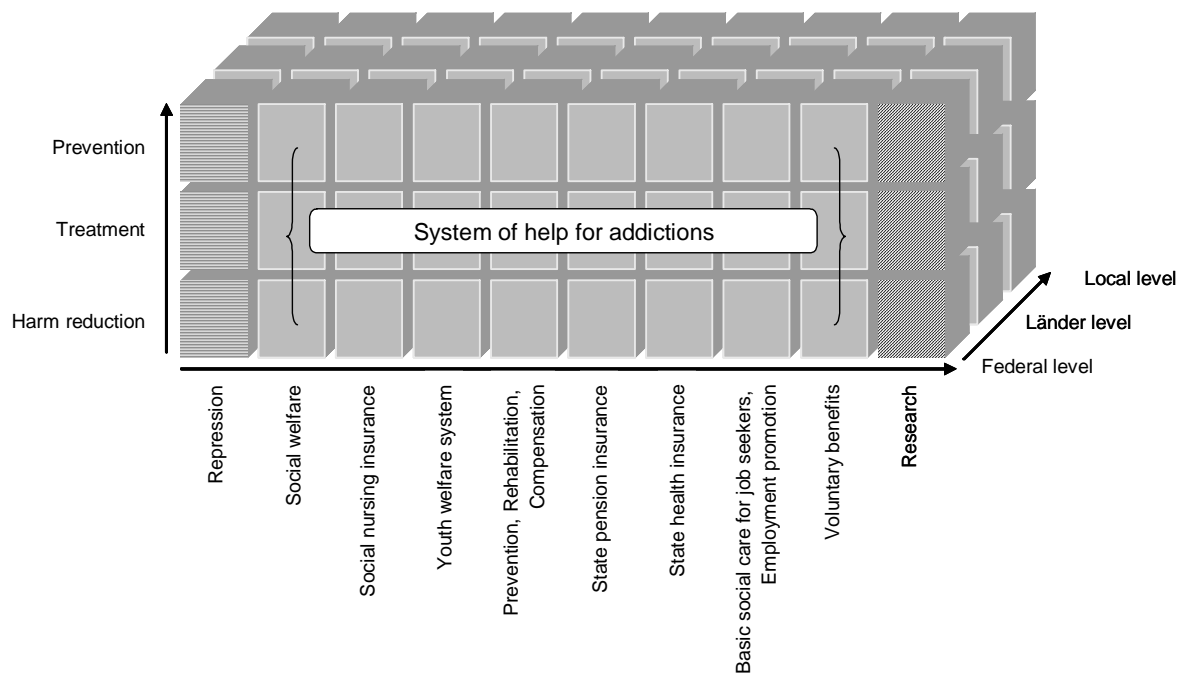 Prevention
Treatment
System of help for addictions
Harm reduction
Local level
Länder level
Federal level
Repression
Social welfare
Social nursing insurance
Youth welfare system
Prevention, Rehabilitation,
Compensation
State pension insurance
State health insurance
Basic social care for job seekers,
Employment promotion
Voluntary benefits
Research